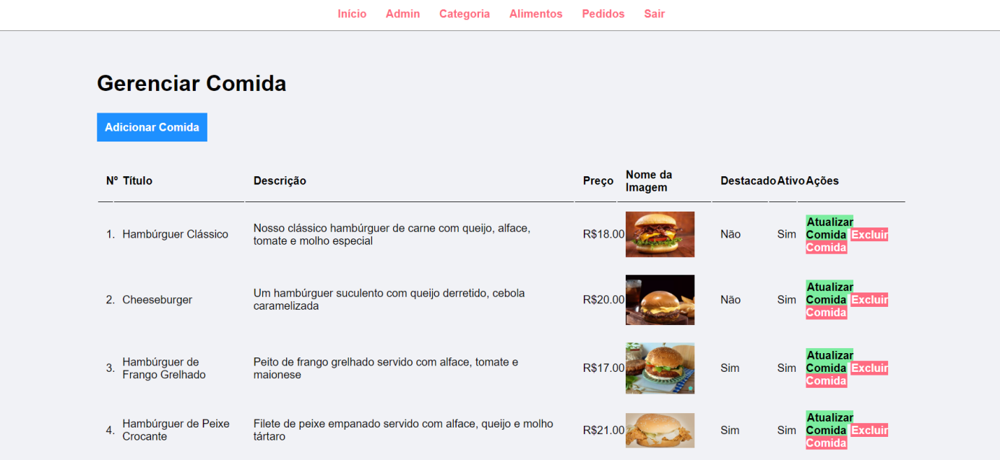 Início Admin Categoria Alimentos Pedidos Sair
Gerenciar Comida
Adicionar Comida
Nº Título Descrição Preço Nome da Imagem Destacado Ativo Ações
1. Hambúrguer Clássico
Nosso clássico hambúrguer de carne com queijo, alface,
tomate e molho especial
R$18.00
Não
Sim
Atualizar
Comida Excluir
Comida
2. Cheeseburger
Um hambúrguer suculento com queijo derretido, cebola
caramelizada
R$20.00
Não
Sim
Atualizar
Comida Excluir
Comida
3. Hambúrguer de
Frango Grelhado
Peito de frango grelhado servido com alface, tomate e
maionese
R$17.00
Sim
Sim
Atualizar
Comida Excluir
Comida
4. Hambúrguer de Peixe
Crocante
Filete de peixe empanado servido com alface, queijo e molho
tártaro
R$21.00
Sim
Sim
Atualizar
Comida Excluir
Comida